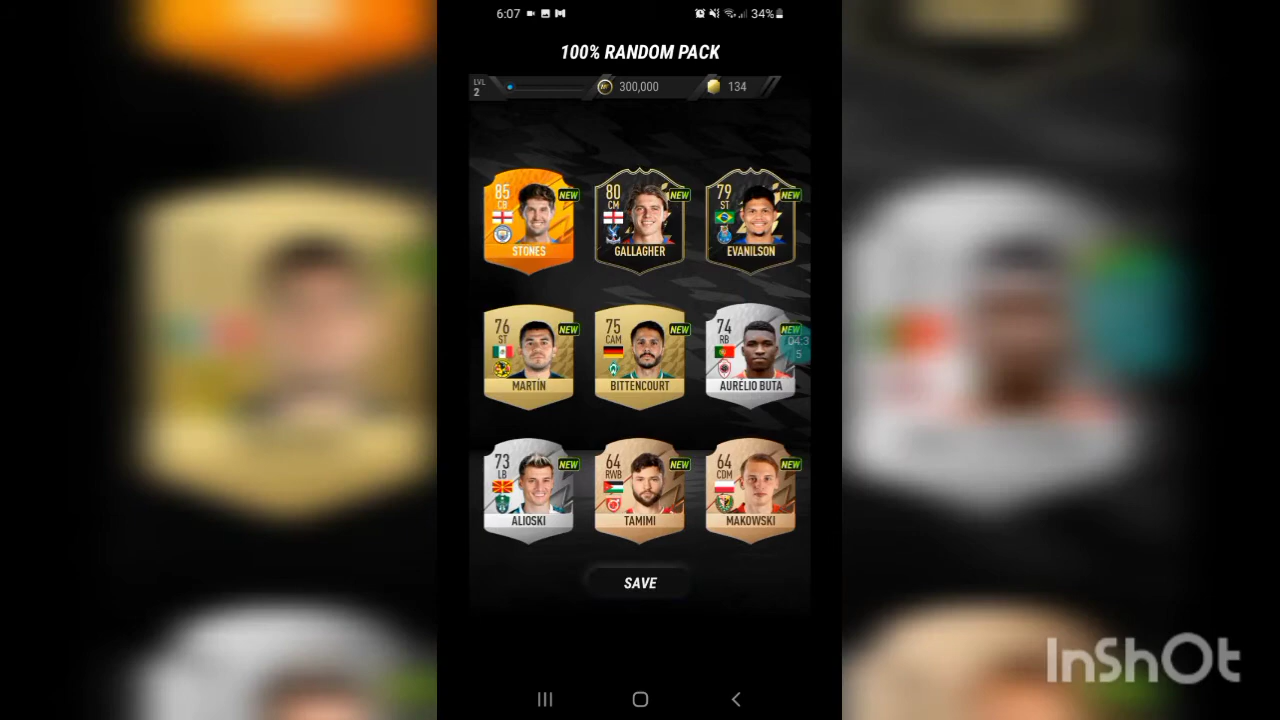 6:07 34%
100% RANDOM PACK
LVL 2 300,000 134
85 CB NEW STONES
80 CM NEW GALLAGHER
79 ST NEW EVANILSON
76 ST NEW MARTÍN
75 CAM NEW BITTENCOURT
74 RB NEW AURÉLIO BUTA
04:35
73 LB NEW ALIOSKI
64 RWB NEW TAMIMI
64 CDM NEW MAKOWSKI
SAVE
InShOt